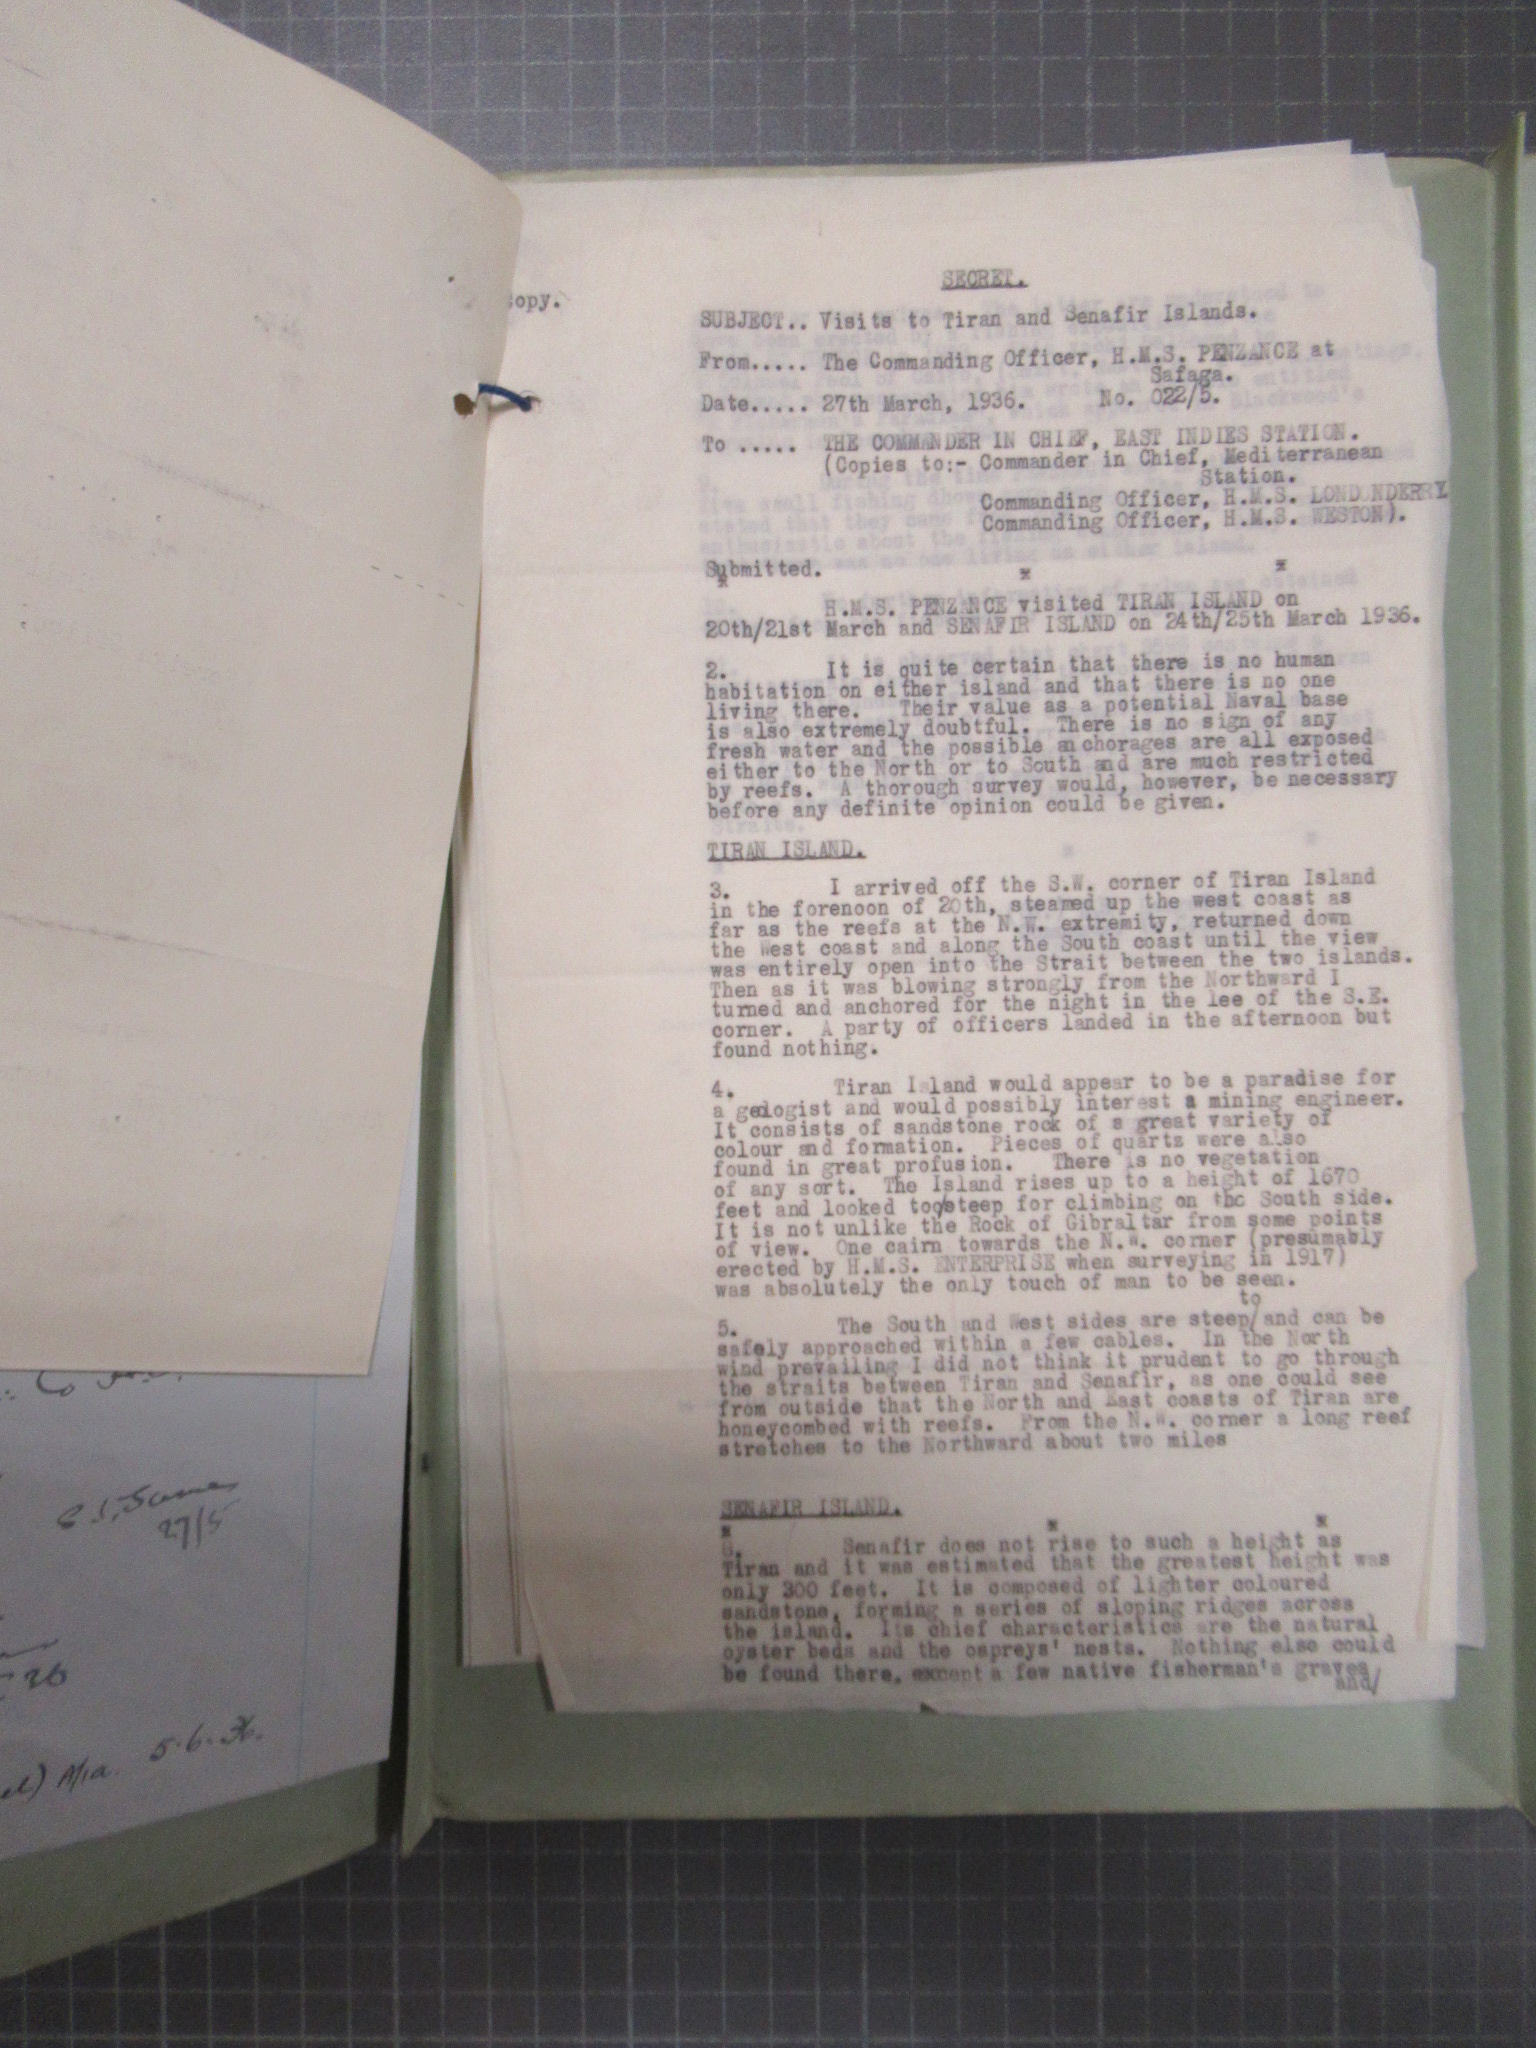 copy.
SECRET.
SUBJECT.. Visits to Tiran and Senafir Islands.
From..... The Commanding Officer, H.M.S. PENZANCE at
Safaga.
Date..... 27th March, 1936. No. 022/5.
To ..... THE COMMANDER IN CHIEF, EAST INDIES STATION.
(Copies to:- Commander in Chief, Mediterranean
Station.
Commanding Officer, H.M.S. LONDONDERRY
Commanding Officer, H.M.S. WESTON).
Submitted.
H.M.S. PENZANCE visited TIRAN ISLAND on
20th/21st March and SENAFIR ISLAND on 24th/25th March 1936.
2. It is quite certain that there is no human
habitation on either island and that there is no one
living there. Their value as a potential Naval base
is also extremely doubtful. There is no sign of any
fresh water and the possible anchorages are all exposed
either to the North or to South and are much restricted
by reefs. A thorough survey would, however, be necessary
before any definite opinion could be given.
TIRAN ISLAND.
3. I arrived off the S.W. corner of Tiran Island
in the forenoon of 20th, steamed up the west coast as
far as the reefs at the N.W. extremity, returned down
the West coast and along the South coast until the view
was entirely open into the Strait between the two islands.
Then as it was blowing strongly from the Northward I
turned and anchored for the night in the lee of the S.E.
corner. A party of officers landed in the afternoon but
found nothing.
4. Tiran Island would appear to be a paradise for
a geologist and would possibly interest a mining engineer.
It consists of sandstone rock of a great variety of
colour and formation. Pieces of quartz were also
found in great profusion. There is no vegetation
of any sort. The Island rises up to a height of 1670
feet and looked too/steep for climbing on the South side.
It is not unlike the Rock of Gibraltar from some points
of view. One cairn towards the N.W. corner (presumably
erected by H.M.S. ENTERPRISE when surveying in 1917)
was absolutely the only touch of man to be seen.
to
5. The South and West sides are steep/and can be
safely approached within a few cables. In the North
wind prevailing I did not think it prudent to go through
the straits between Tiran and Senafir, as one could see
from outside that the North and East coasts of Tiran are
honeycombed with reefs. From the N.W. corner a long reef
stretches to the Northward about two miles
SENAFIR ISLAND.
6. Senafir does not rise to such a height as
Tiran and it was estimated that the greatest height was
only 300 feet. It is composed of lighter coloured
sandstone, forming a series of sloping ridges across
the island. Its chief characteristics are the natural
oyster beds and the ospreys' nests. Nothing else could
be found there, except a few native fisherman's graves
and/
27/5
5.6.36.